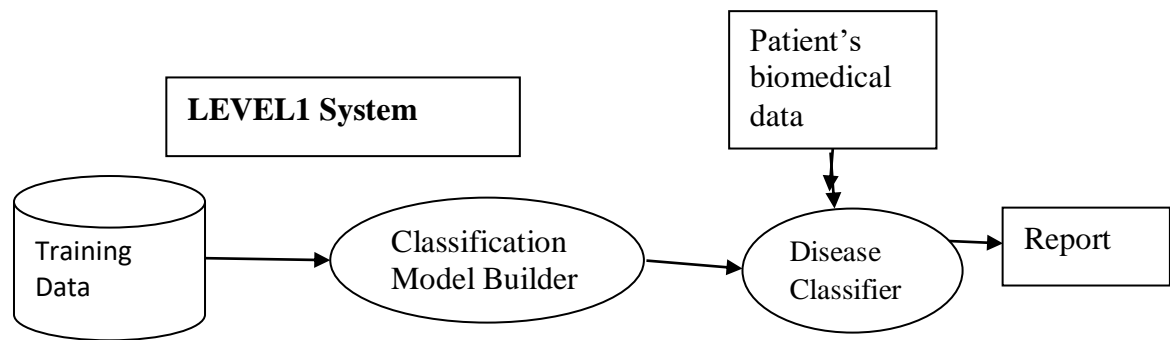 Patient’s
biomedical
data
LEVEL1 System
Training
Data
Classification
Model Builder
Disease
Classifier
Report